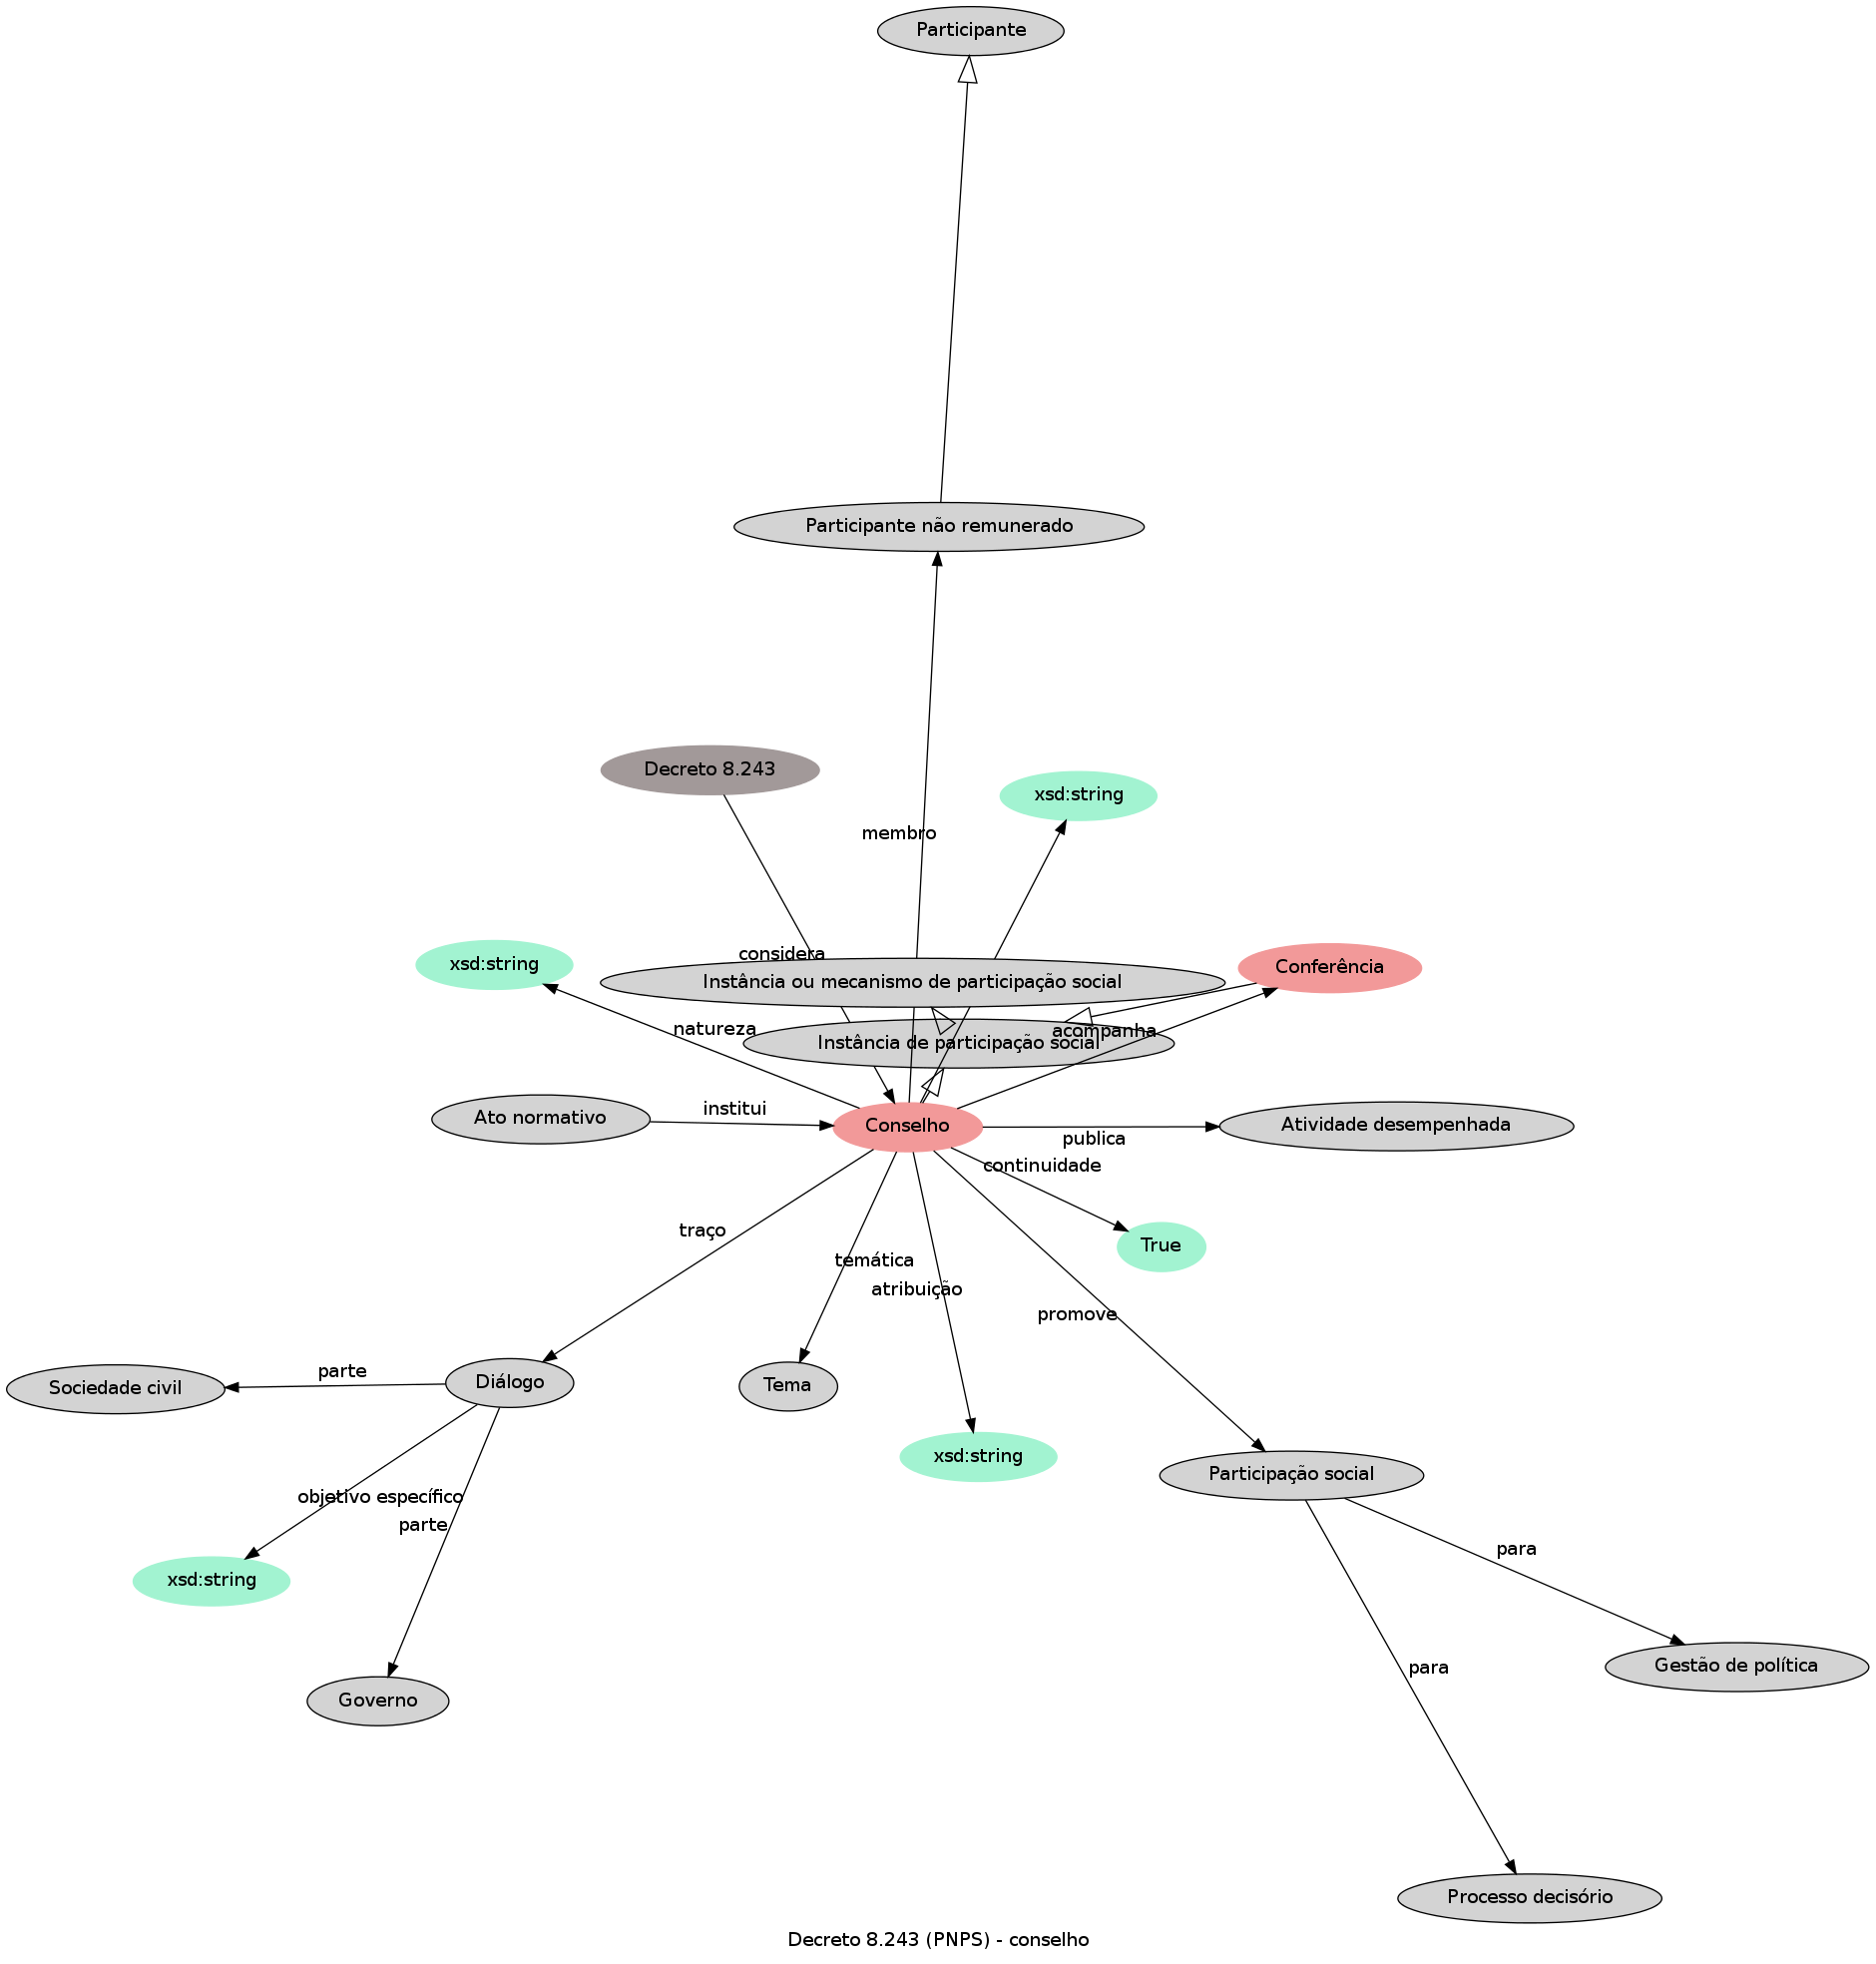 Participante
Participante não remunerado
Decreto 8.243
xsd:string
membro
considera
xsd:string
Instância ou mecanismo de participação social
Conferência
natureza
Instância de participação social
acompanha
Ato normativo
institui
Conselho
publica
Atividade desempenhada
continuidade
traço
True
temática
atribuição
promove
Sociedade civil
parte
Diálogo
Tema
xsd:string
Participação social
objetivo específico
parte
para
xsd:string
para
Gestão de política
Governo
Processo decisório
Decreto 8.243 (PNPS) - conselho